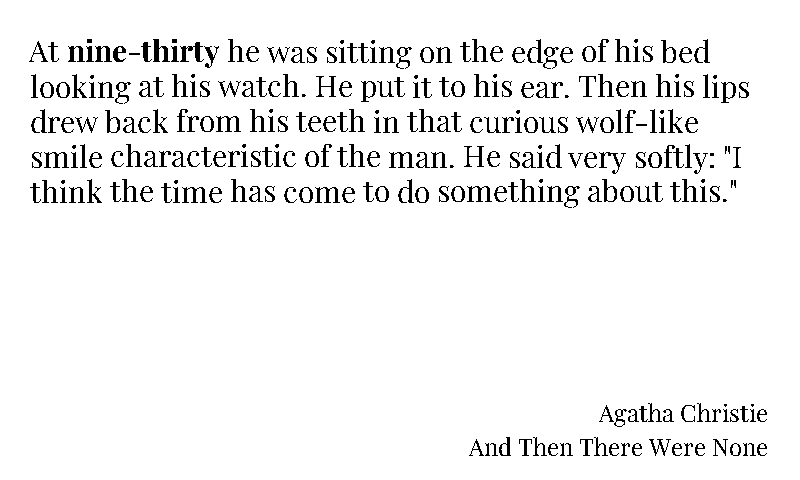 At nine-thirty he was sitting on the edge of his bed
looking at his watch. He put it to his ear. Then his lips
drew back from his teeth in that curious wolf-like
smile characteristic of the man. He said very softly: "I
think the time has come to do something about this."
Agatha Christie
And Then There Were None